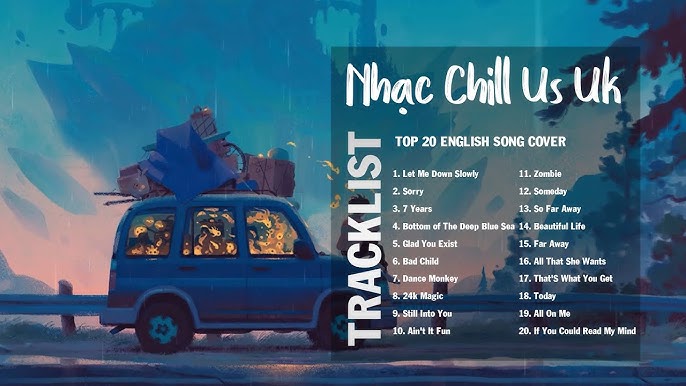 Nhạc Chill Us Uk
TRACKLIST
TOP 20 ENGLISH SONG COVER
1. Let Me Down Slowly
2. Sorry
3. 7 Years
4. Bottom of The Deep Blue Sea
5. Glad You Exist
6. Bad Child
7. Dance Monkey
8. 24k Magic
9. Still Into You
10. Ain't It Fun
11. Zombie
12. Someday
13. So Far Away
14. Beautiful Life
15. Far Away
16. All That She Wants
17. That'S What You Get
18. Today
19. All On Me
20. If You Could Read My Mind